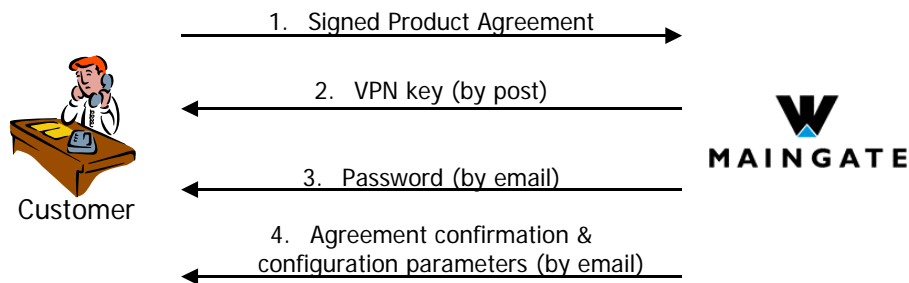 1. Signed Product Agreement
2. VPN key (by post)
MAINGATE
3. Password (by email)
Customer
4. Agreement confirmation &
configuration parameters (by email)